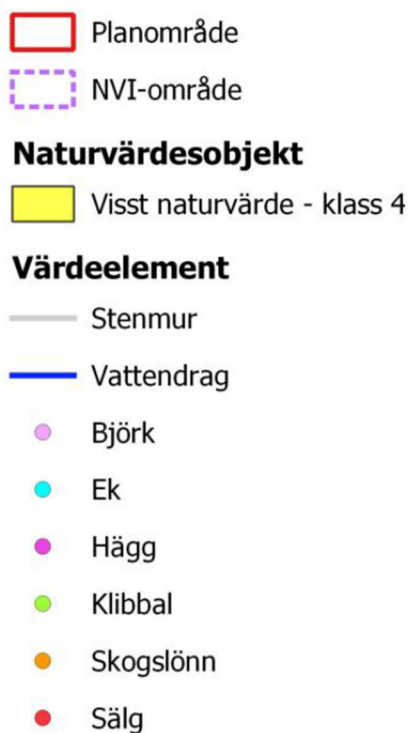 Planområde
NVI-område
Naturvärdesobjekt
Visst naturvärde - klass 4
Värdeelement
Stenmur
Vattendrag
Björk
Ek
Hägg
Klibbal
Skogslönn
Sälg